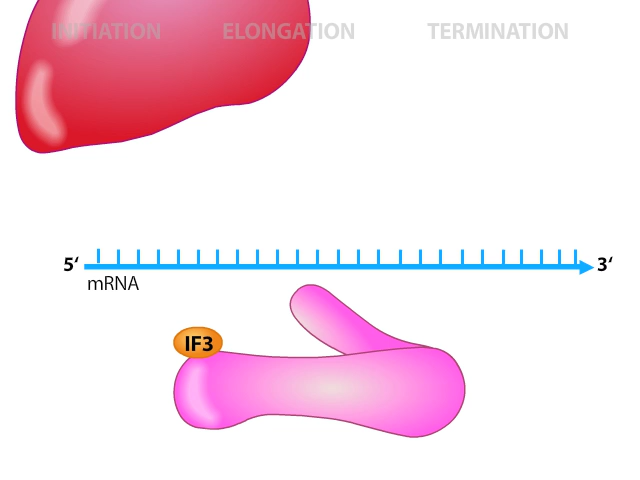 INITIATION ELONGATION TERMINATION
5‘ 3‘
mRNA
IF3